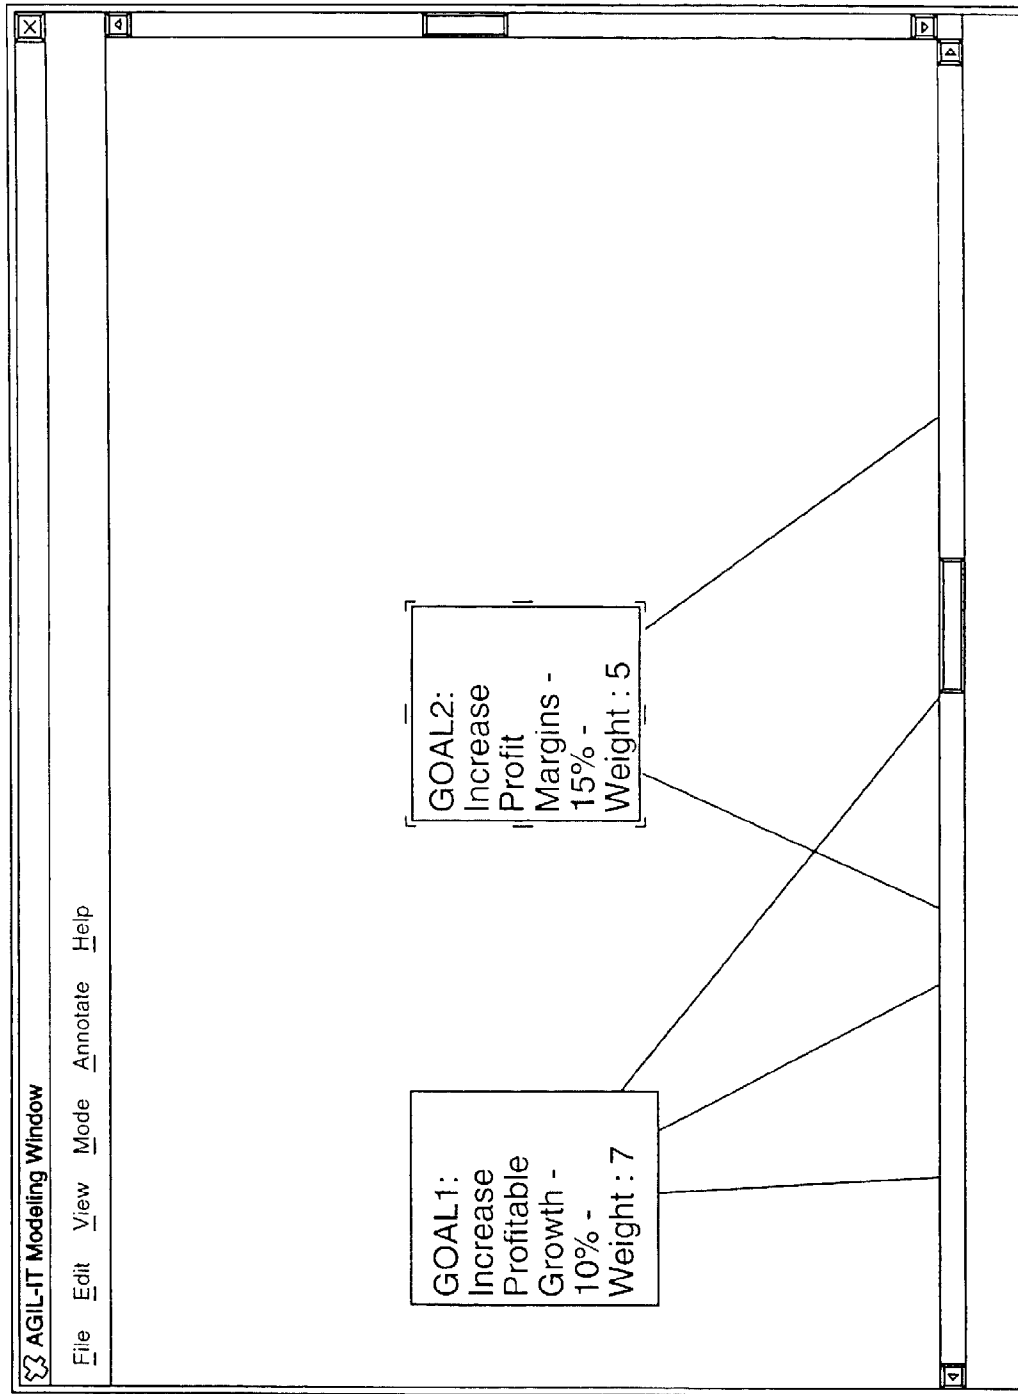 AGIL-IT Modeling Window
File Edit View Mode Annotate Help
GOAL1:
Increase
Profitable
Growth -
10% -
Weight : 7
GOAL2:
Increase
Profit
Margins -
15% -
Weight : 5